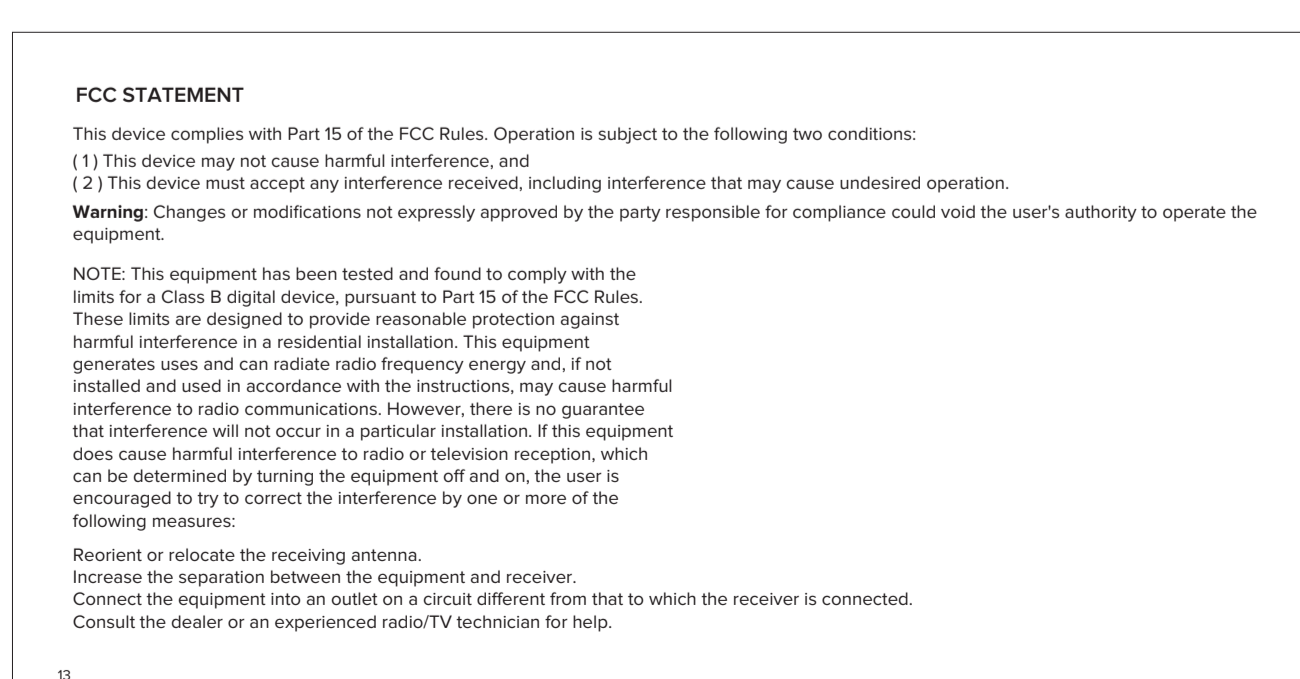 FCC STATEMENT
This device complies with Part 15 of the FCC Rules. Operation is subject to the following two conditions:
( 1 ) This device may not cause harmful interference, and
( 2 ) This device must accept any interference received, including interference that may cause undesired operation.
Warning: Changes or modifications not expressly approved by the party responsible for compliance could void the user's authority to operate the
equipment.
NOTE: This equipment has been tested and found to comply with the
limits for a Class B digital device, pursuant to Part 15 of the FCC Rules.
These limits are designed to provide reasonable protection against
harmful interference in a residential installation. This equipment
generates uses and can radiate radio frequency energy and, if not
installed and used in accordance with the instructions, may cause harmful
interference to radio communications. However, there is no guarantee
that interference will not occur in a particular installation. If this equipment
does cause harmful interference to radio or television reception, which
can be determined by turning the equipment off and on, the user is
encouraged to try to correct the interference by one or more of the
following measures:
Reorient or relocate the receiving antenna.
Increase the separation between the equipment and receiver.
Connect the equipment into an outlet on a circuit different from that to which the receiver is connected.
Consult the dealer or an experienced radio/TV technician for help.
13